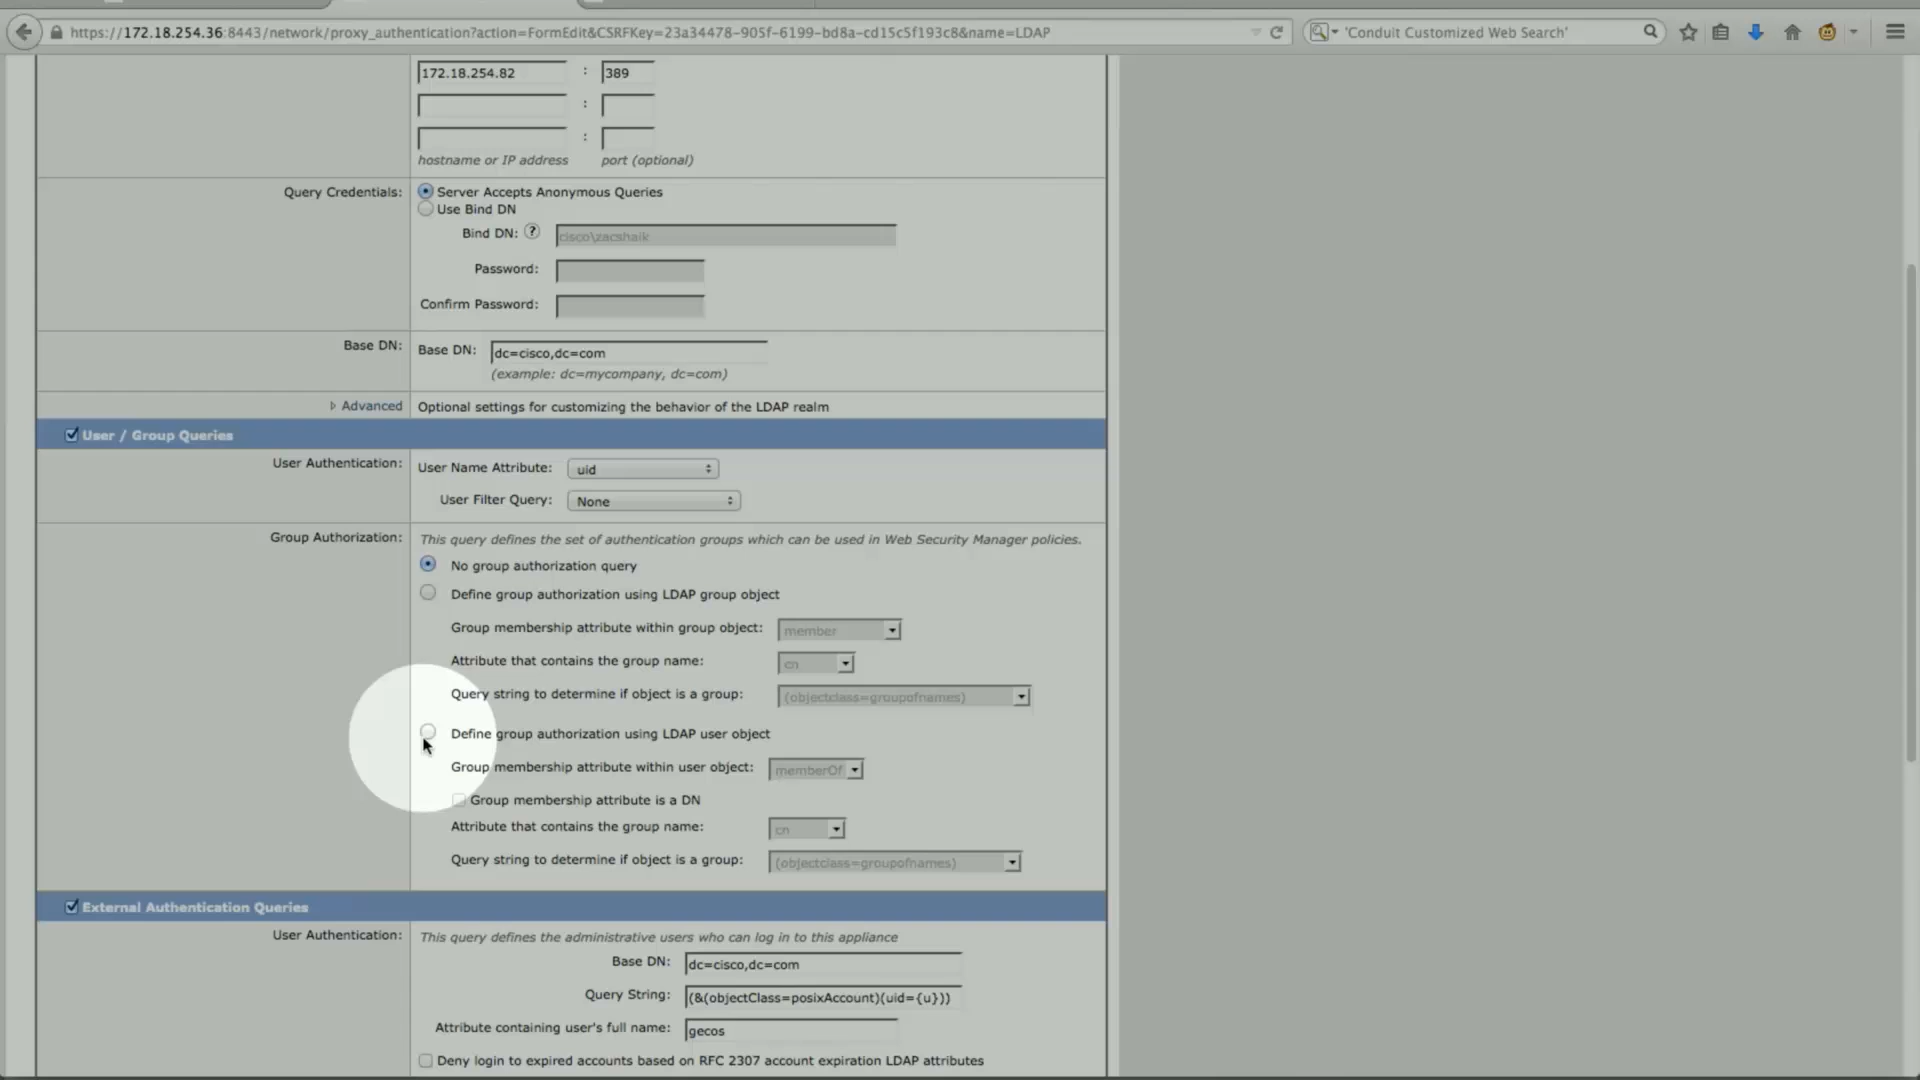 https://172.18.254.36:8443/network/proxy_authentication?action=FormEdit&CSRFKey=23a34478-905f-6199-bd8a-cd15c5f193c8&name=LDAP
'Conduit Customized Web Search'
172.18.254.82 : 389
:
:
hostname or IP address port (optional)
Query Credentials: Server Accepts Anonymous Queries
Use Bind DN
Bind DN: ? cisco\zacshaik
Password:
Confirm Password:
Base DN: Base DN: dc=cisco,dc=com
(example: dc=mycompany, dc=com)
Advanced Optional settings for customizing the behavior of the LDAP realm
User / Group Queries
User Authentication: User Name Attribute: uid
User Filter Query: None
Group Authorization: This query defines the set of authentication groups which can be used in Web Security Manager policies.
No group authorization query
Define group authorization using LDAP group object
Group membership attribute within group object: member
Attribute that contains the group name: cn
Query string to determine if object is a group: (objectclass=groupofnames)
Define group authorization using LDAP user object
Group membership attribute within user object: memberOf
Group membership attribute is a DN
Attribute that contains the group name: cn
Query string to determine if object is a group: (objectclass=groupofnames)
External Authentication Queries
User Authentication: This query defines the administrative users who can log in to this appliance
Base DN: dc=cisco,dc=com
Query String: (&(objectClass=posixAccount)(uid={u}))
Attribute containing user's full name: gecos
Deny login to expired accounts based on RFC 2307 account expiration LDAP attributes